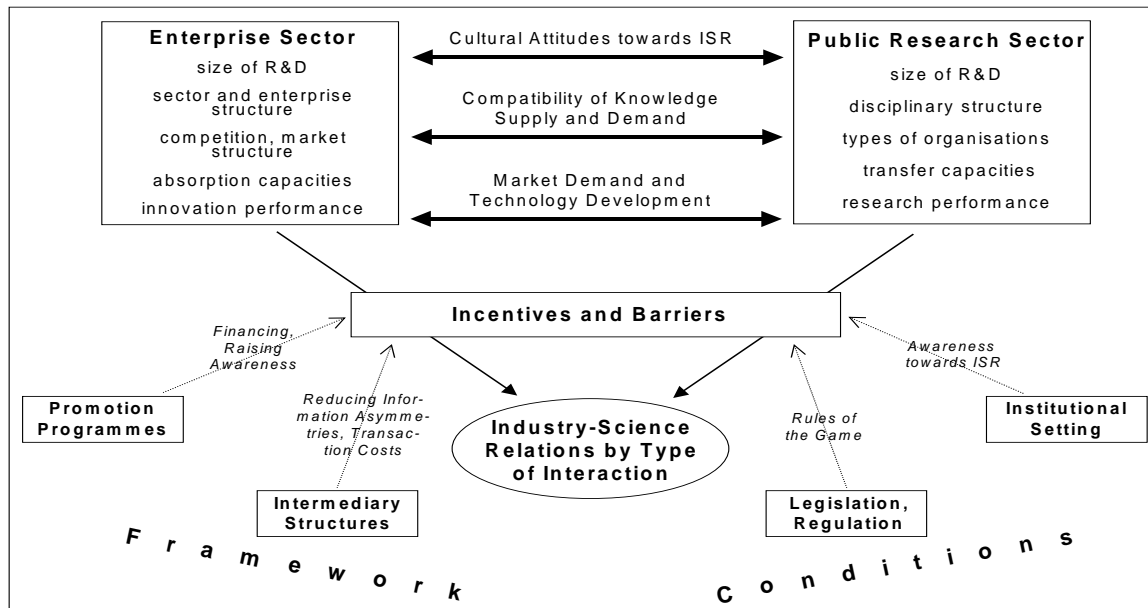 Enterprise Sector
size of R&D
sector and enterprise
structure
competition, market
structure
absorption capacities
innovation performance
Cultural Attitudes towards ISR
Compatibility of Knowledge
Supply and Demand
Market Demand and
Technology Development
Public Research Sector
size of R&D
disciplinary structure
types of organisations
transfer capacities
research performance
Incentives and Barriers
Financing,
Raising
Awareness
Awareness
towards ISR
Promotion
Programmes
Reducing Infor-
mation Asymme-
tries, Transac-
tion Costs
Industry-Science
Relations by Type
of Interaction
Rules of
the Game
Institutional
Setting
Intermediary
Structures
Legislation,
Regulation
Framework
Conditions